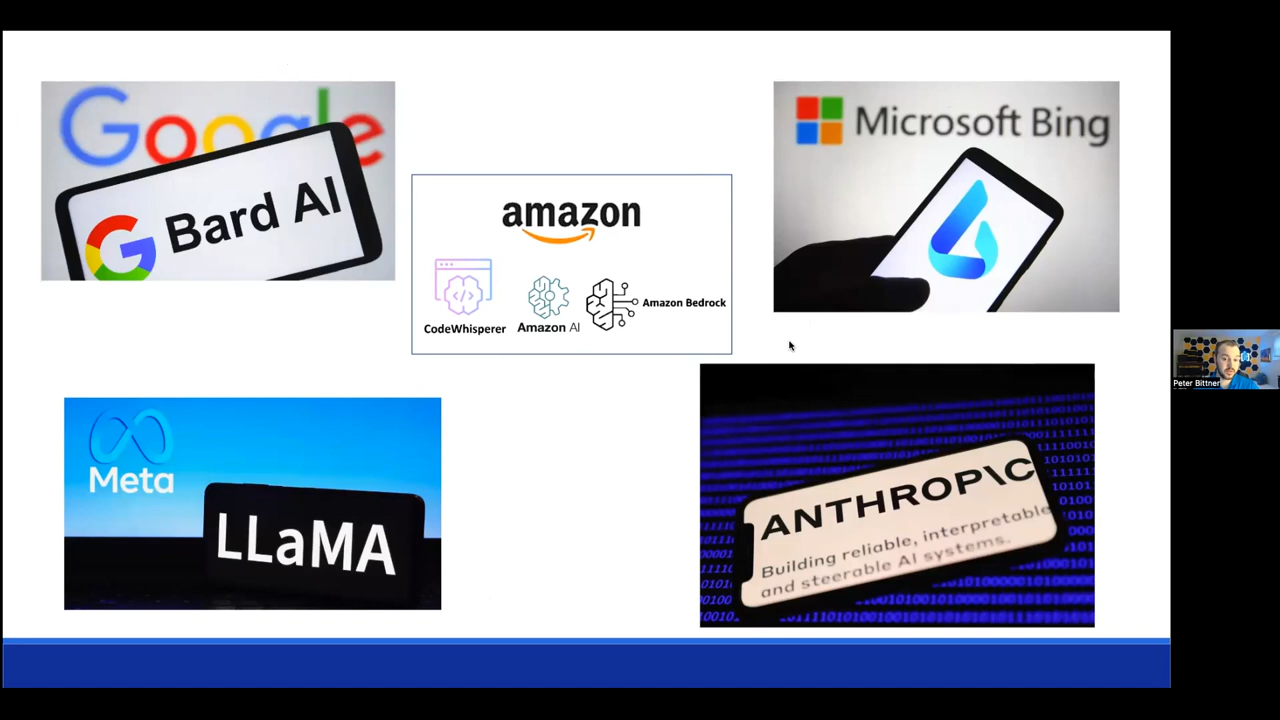 Google
Bard AI
amazon
CodeWhisperer
Amazon AI
Amazon Bedrock
Microsoft Bing
Meta
LLaMA
ANTHROP\C
Building reliable, interpretable
and steerable AI systems.
Peter Bittner